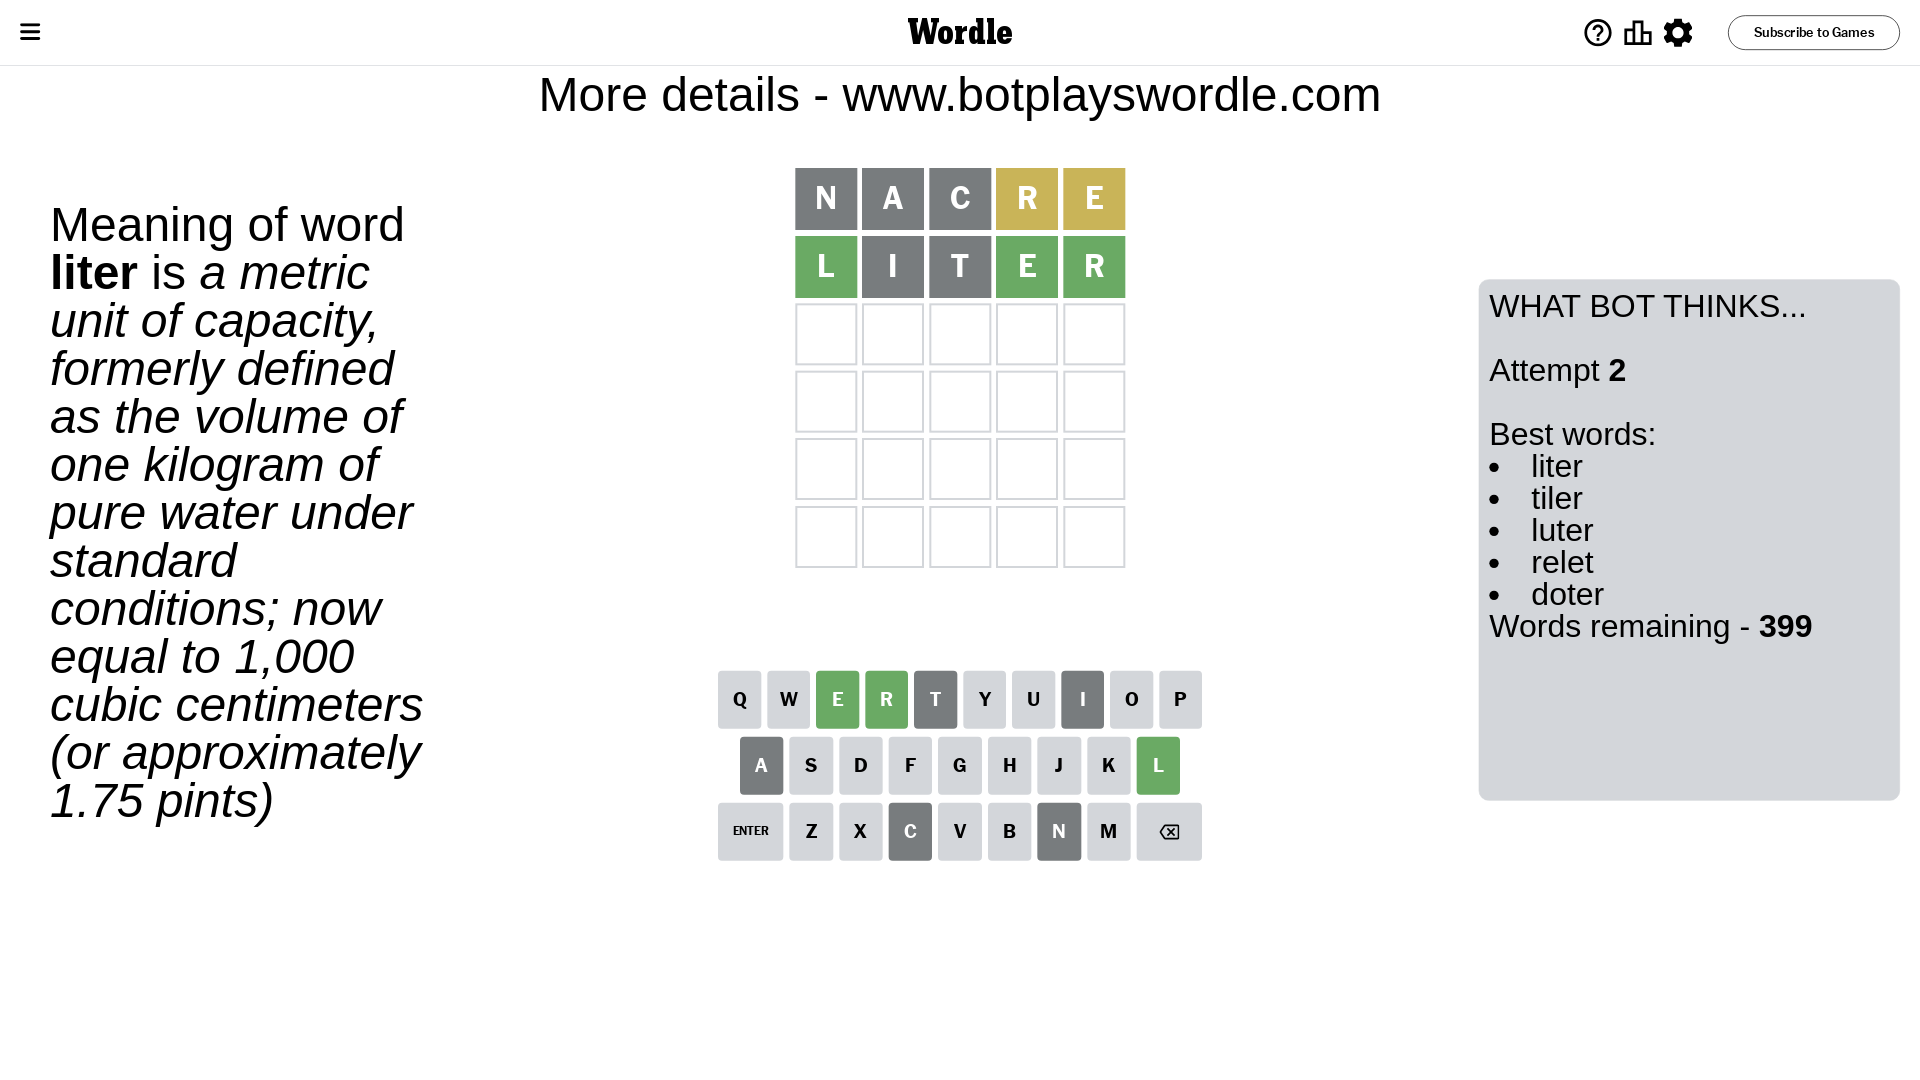 Wordle
Subscribe to Games
More details - www.botplayswordle.com
Meaning of word
liter is a metric
unit of capacity,
formerly defined
as the volume of
one kilogram of
pure water under
standard
conditions; now
equal to 1,000
cubic centimeters
(or approximately
1.75 pints)
N A C R E
L I T E R
Q W E R T Y U I O P
A S D F G H J K L
ENTER Z X C V B N M
WHAT BOT THINKS...
Attempt 2
Best words:
• liter
• tiler
• luter
• relet
• doter
Words remaining - 399